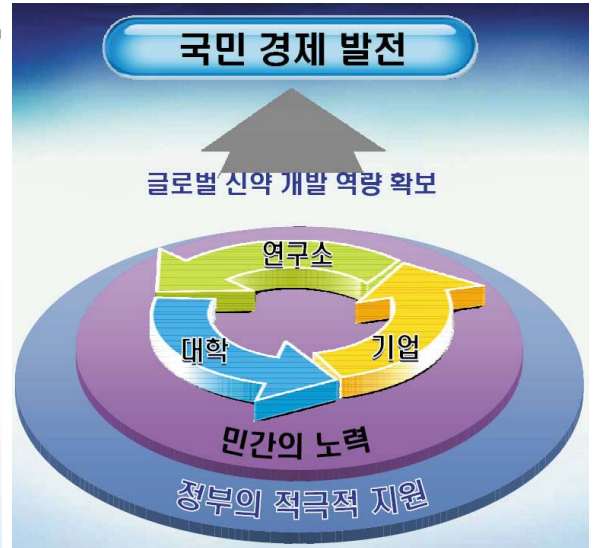 국민 경제 발전
글로벌 신약 개발 역량 확보
연구소
대학
기업
민간의 노력
정부의 적극적 지원